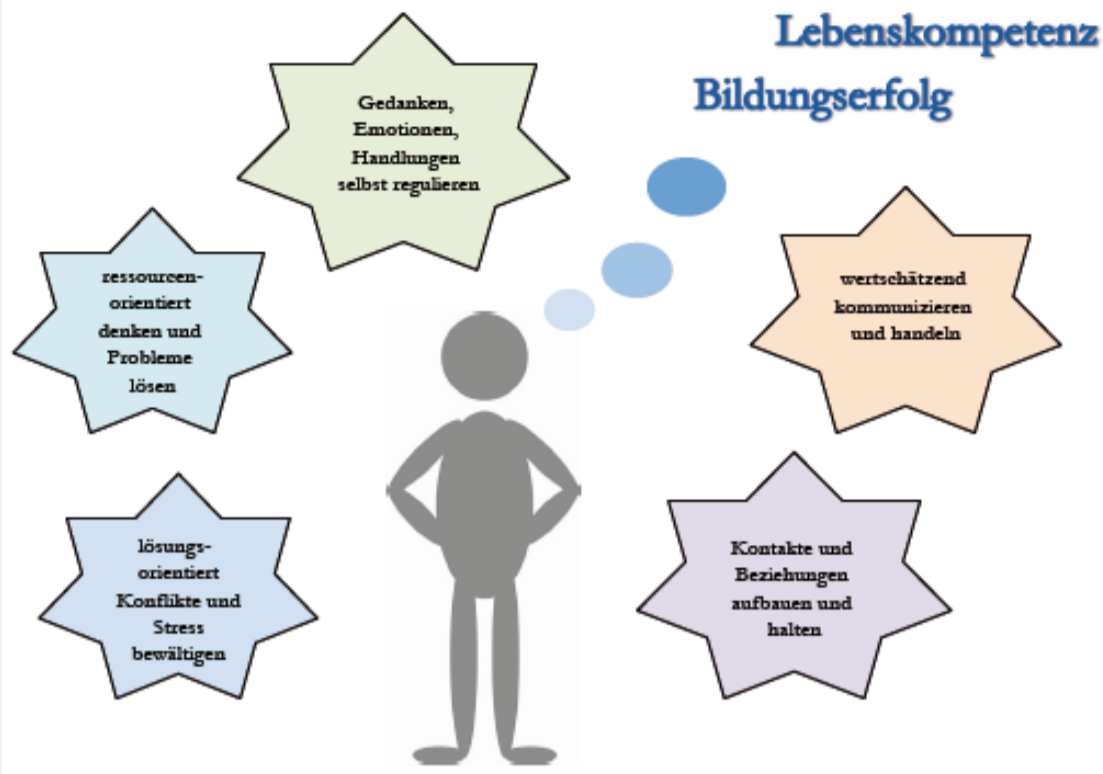 Lebenskompetenz
Bildungserfolg
Gedanken,
Emotionen,
Handlungen
selbst regulieren
ressourcen-
orientiert
denken und
Probleme
lösen
wertschätzend
kommunizieren
und handeln
lösungs-
orientiert
Konflikte und
Stress
bewältigen
Kontakte und
Beziehungen
aufbauen und
halten